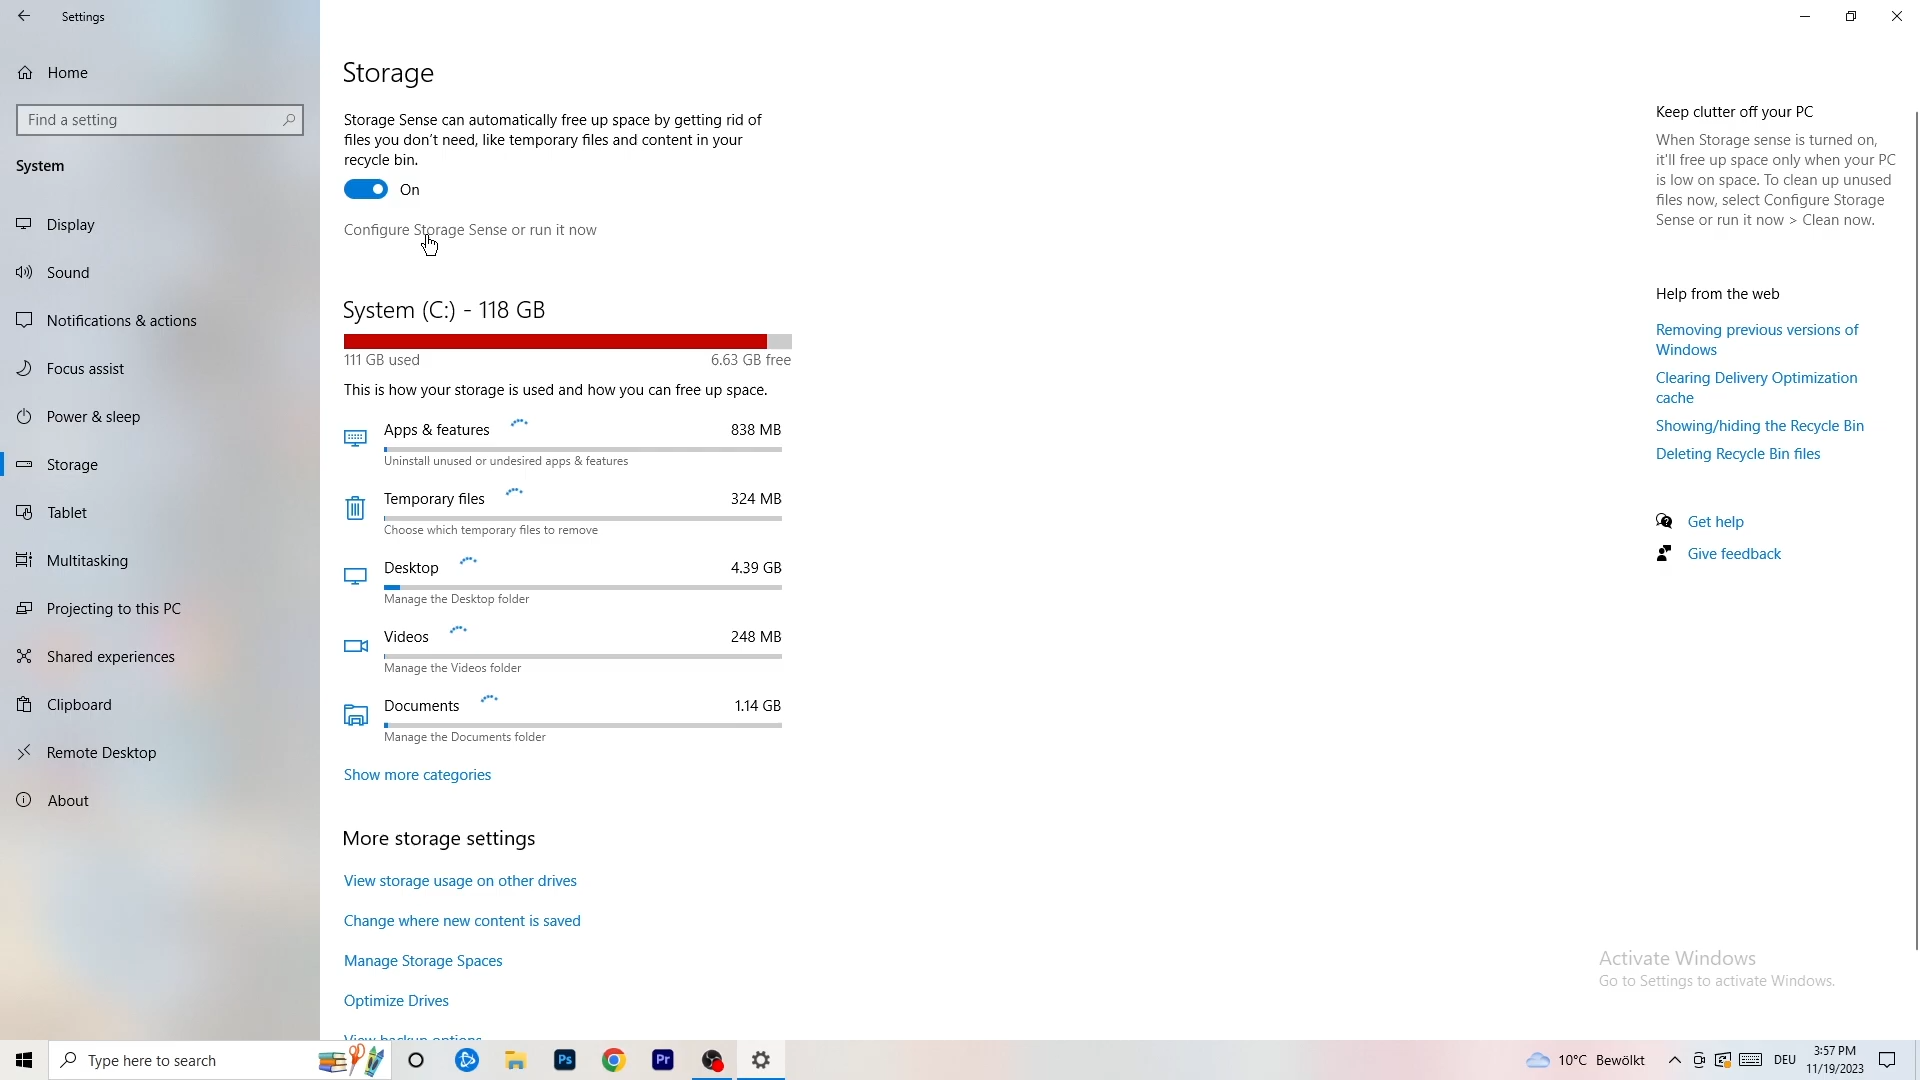 Settings
Home
Find a setting
System
Display
Sound
Notifications & actions
Focus assist
Power & sleep
Storage
Tablet
Multitasking
Projecting to this PC
Shared experiences
Clipboard
Remote Desktop
About
Storage
Storage Sense can automatically free up space by getting rid of
files you don't need, like temporary files and content in your
recycle bin.
On
Configure Storage Sense or run it now
System (C:) - 118 GB
111 GB used 6.63 GB free
This is how your storage is used and how you can free up space.
Apps & features 838 MB
Uninstall unused or undesired apps & features
Temporary files 324 MB
Choose which temporary files to remove
Desktop 4.39 GB
Manage the Desktop folder
Videos 248 MB
Manage the Videos folder
Documents 1.14 GB
Manage the Documents folder
Show more categories
More storage settings
View storage usage on other drives
Change where new content is saved
Manage Storage Spaces
Optimize Drives
View backup options
Keep clutter off your PC
When Storage sense is turned on,
it'll free up space only when your PC
is low on space. To clean up unused
files now, select Configure Storage
Sense or run it now > Clean now.
Help from the web
Removing previous versions of
Windows
Clearing Delivery Optimization
cache
Showing/hiding the Recycle Bin
Deleting Recycle Bin files
Get help
Give feedback
Activate Windows
Go to Settings to activate Windows.
Type here to search
Ps
Pr
10°C Bewölkt
DEU
3:57 PM
11/19/2023